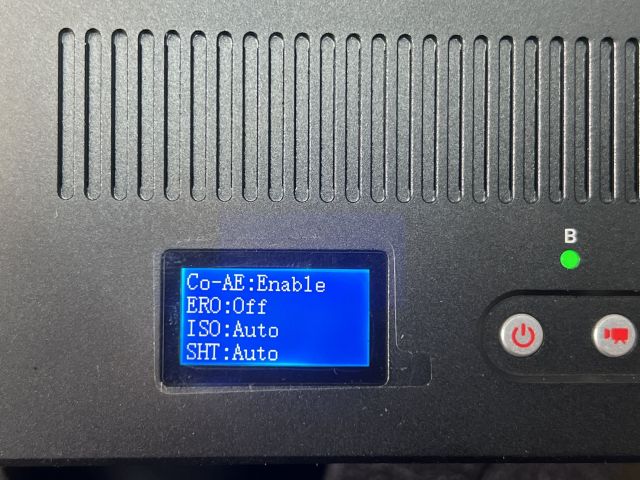 B
Co-AE:Enable
ERO:Off
ISO:Auto
SHT:Auto